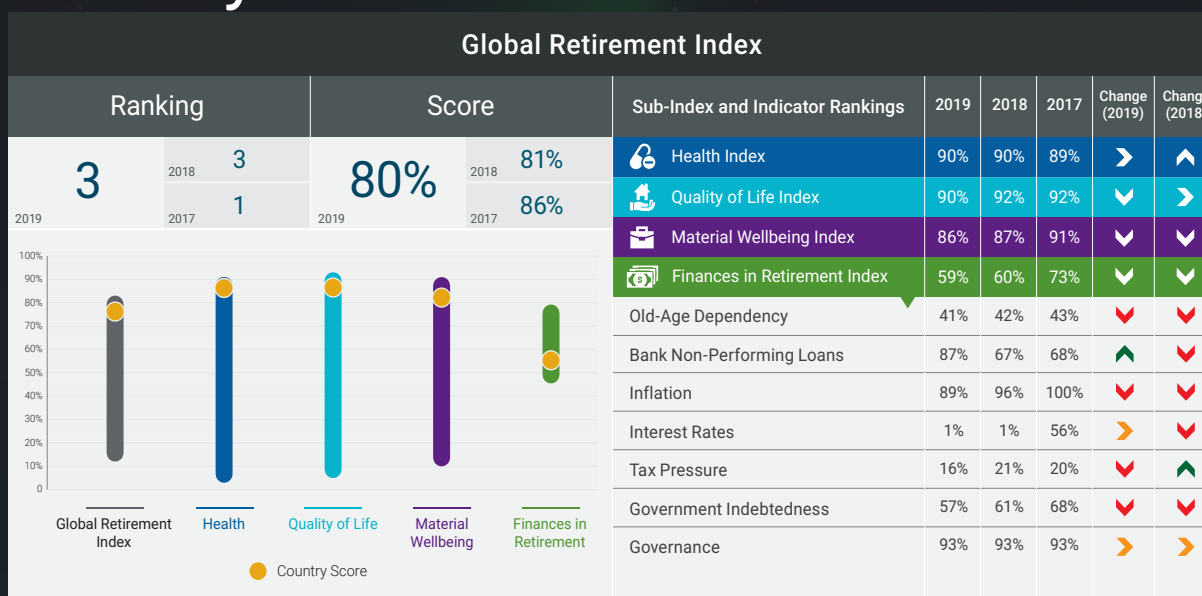 Global Retirement Index
Ranking
Score
3
2019
2018
3
2017
1
80%
2019
2018
81%
2017
86%
100%
90%
80%
70%
60%
50%
40%
30%
20%
10%
0
Global Retirement
Index
Health
Quality of Life
Material
Wellbeing
Finances in
Retirement
Country Score
Sub-Index and Indicator Rankings 2019 2018 2017 Change (2019) Chang (2018
Health Index 90% 90% 89%
Quality of Life Index 90% 92% 92%
Material Wellbeing Index 86% 87% 91%
Finances in Retirement Index 59% 60% 73%
Old-Age Dependency 41% 42% 43%
Bank Non-Performing Loans 87% 67% 68%
Inflation 89% 96% 100%
Interest Rates 1% 1% 56%
Tax Pressure 16% 21% 20%
Government Indebtedness 57% 61% 68%
Governance 93% 93% 93%